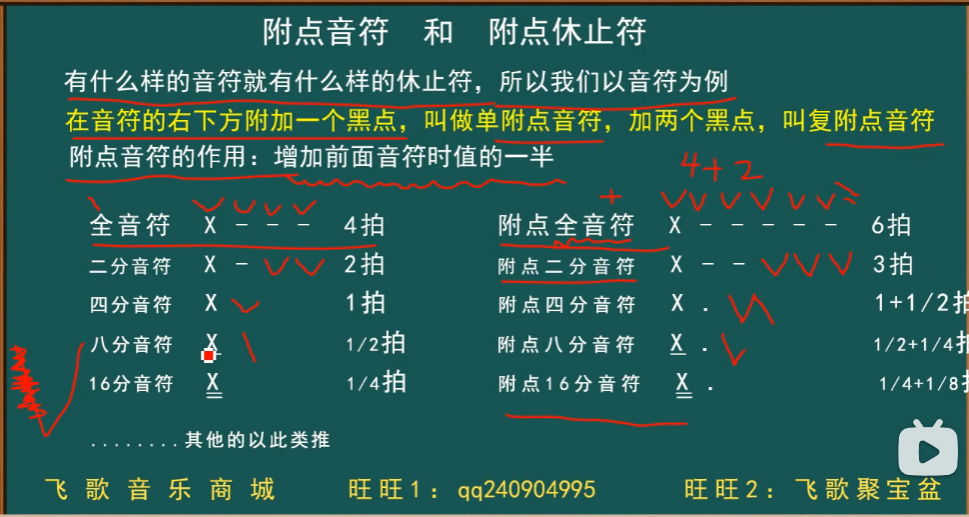 附点音符 和 附点休止符
有什么样的音符就有什么样的休止符，所以我们以音符为例
在音符的右下方附加一个黑点，叫做单附点音符，加两个黑点，叫复附点音符
附点音符的作用：增加前面音符时值的一半
4+2
+
全音符 X - - - 4拍 附点全音符 X - - - - - 6拍
二分音符 X - 2拍 附点二分音符 X - - 3拍
四分音符 X 1拍 附点四分音符 X . 1+1/2拍
八分音符 X 1/2拍 附点八分音符 X . 1/2+1/4拍
16分音符 X 1/4拍 附点16分音符 X . 1/4+1/8拍
........其他的以此类推
飞歌音乐商城 旺旺1：qq240904995 旺旺2：飞歌聚宝盆